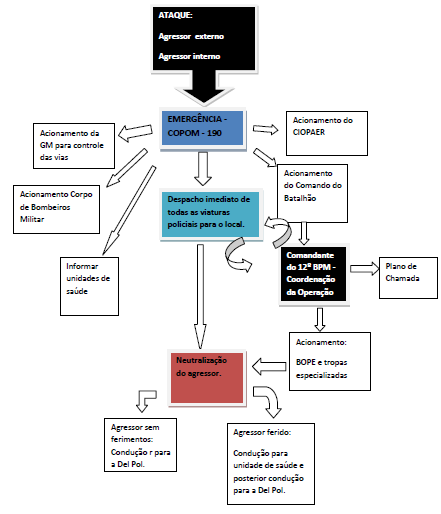 ATAQUE:
Agressor externo
Agressor interno
EMERGÊNCIA -
COPOM - 190
Acionamento do
CIOPAER
Acionamento da
GM para controle
das vias
Acionamento
do Comando do
Batalhão
Acionamento Corpo
de Bombeiros
Militar
Despacho imediato de
todas as viaturas
policiais para o local.
Informar
unidades de
saúde
Comandante
do 12º BPM -
Coordenação
da Operação
Plano de
Chamada
Acionamento:
BOPE e tropas
especializadas
Neutralização
do agressor.
Agressor sem
ferimentos:
Condução r para
a Del Pol.
Agressor ferido:
Condução para
unidade de saúde e
posterior condução
para a Del Pol.